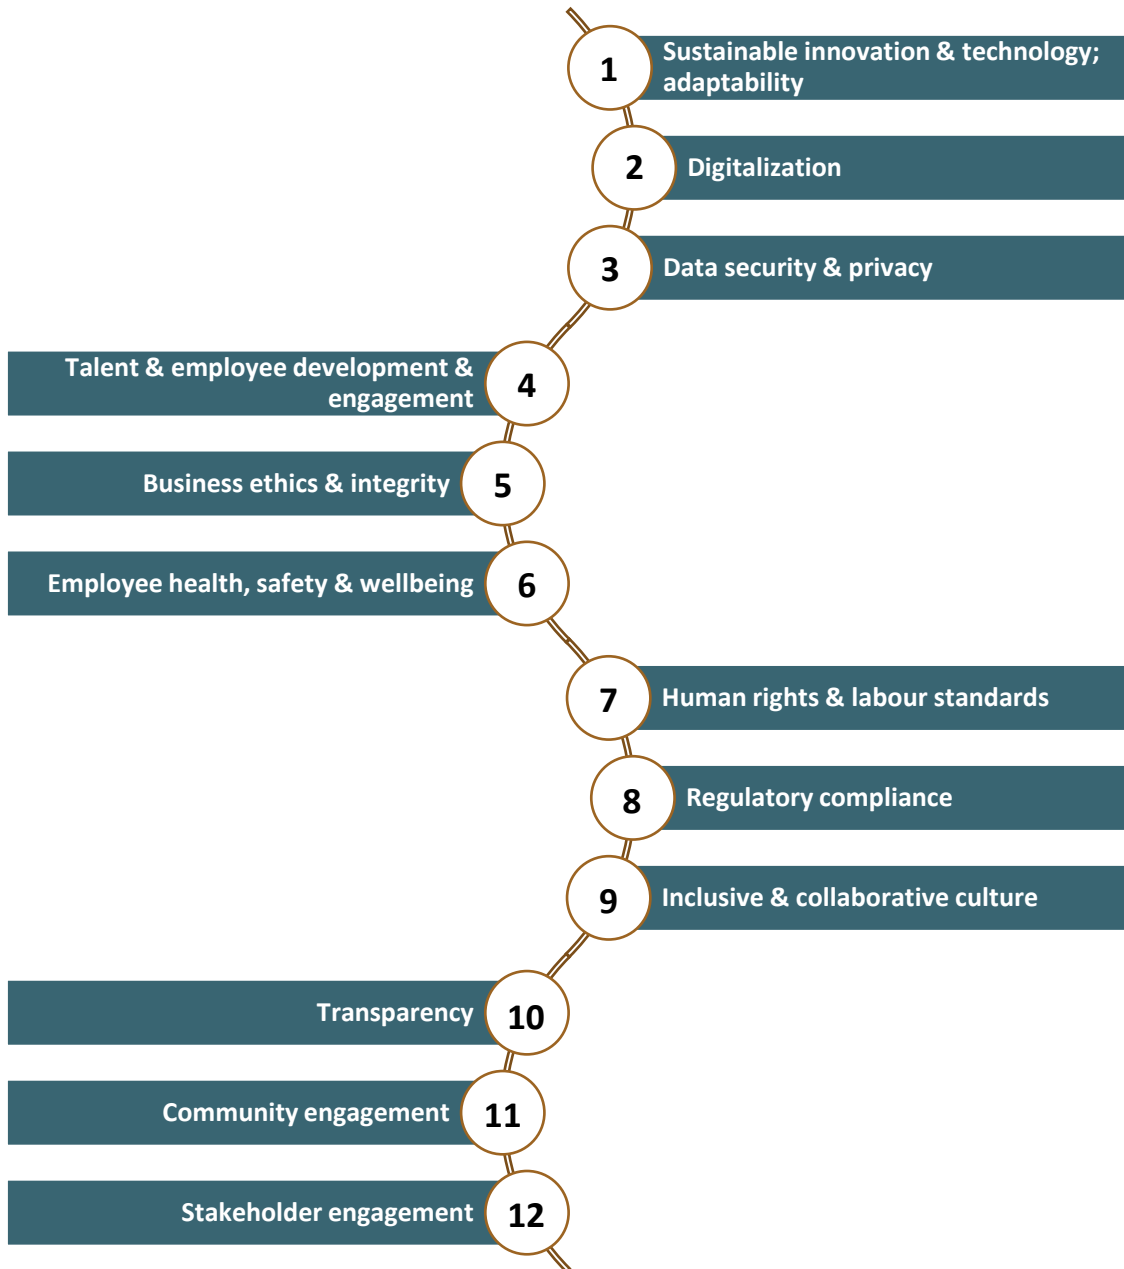 1
Sustainable innovation & technology;
adaptability
2
Digitalization
3
Data security & privacy
Talent & employee development &
engagement
4
Business ethics & integrity
5
Employee health, safety & wellbeing
6
7
Human rights & labour standards
8
Regulatory compliance
9
Inclusive & collaborative culture
Transparency
10
Community engagement
11
Stakeholder engagement
12